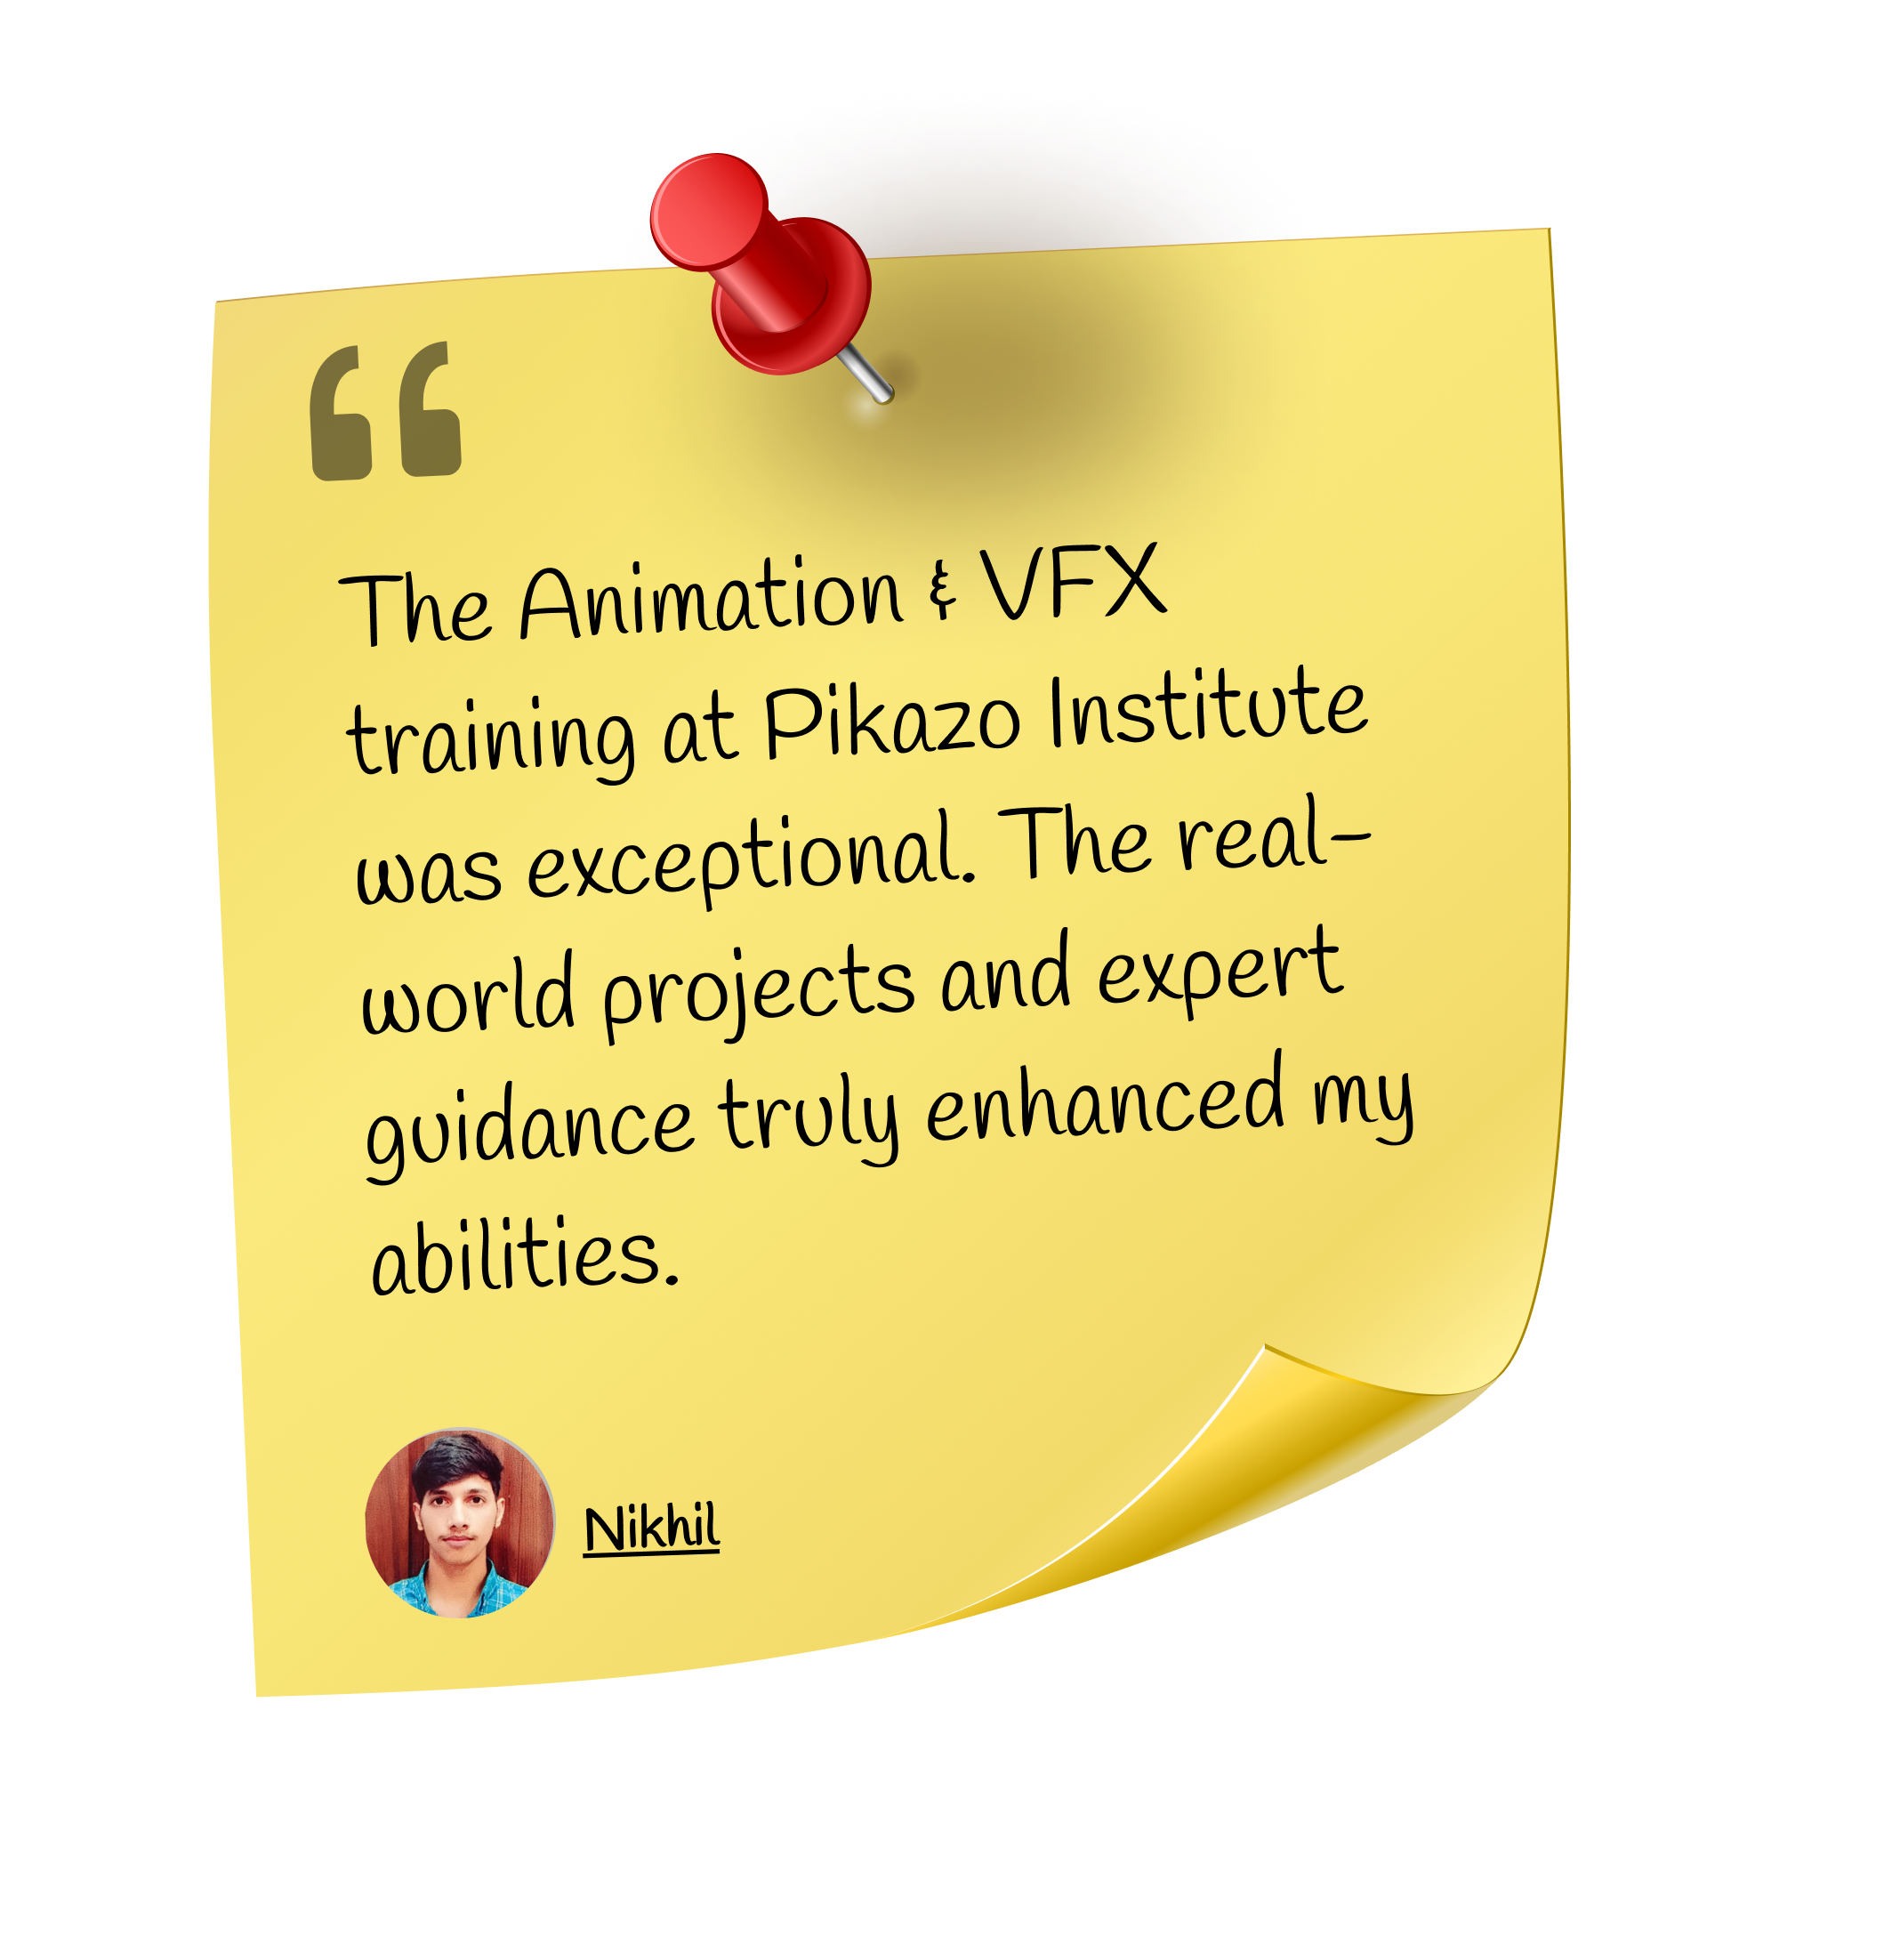 “
The Animation & VFX
training at Pikazo Institute
was exceptional. The real-
world projects and expert
guidance truly enhanced my
abilities.
Nikhil